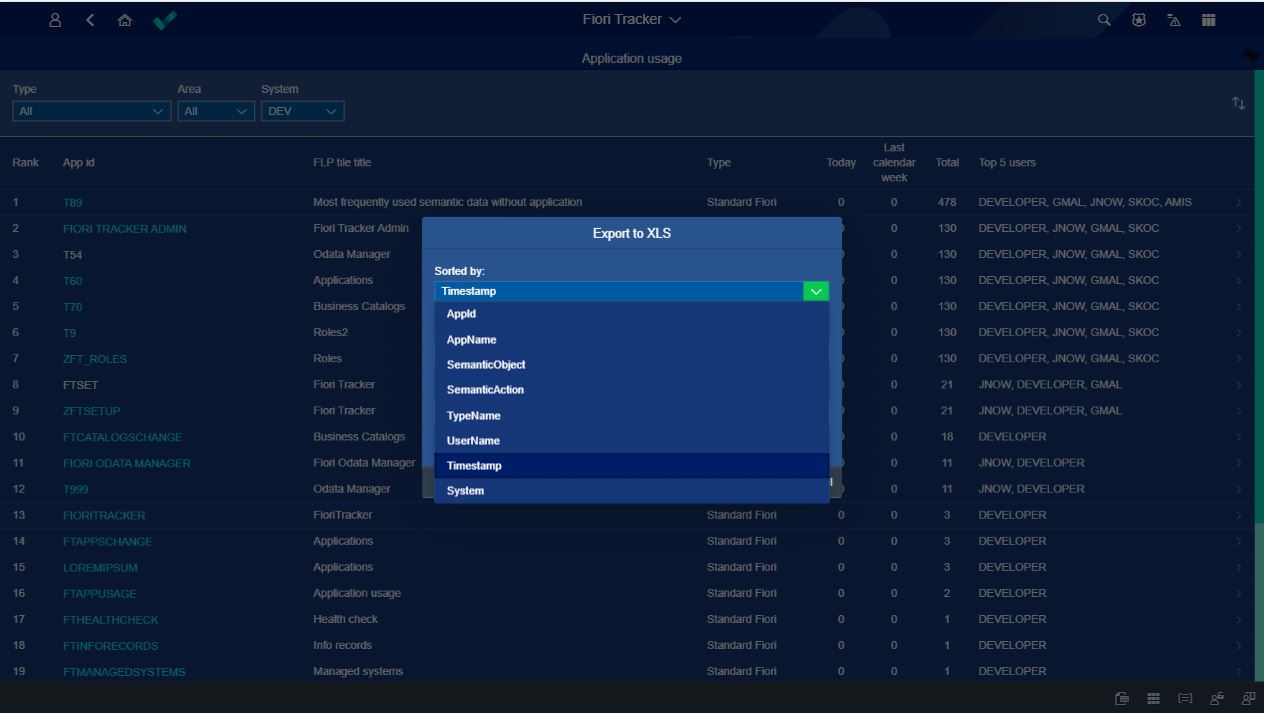 Fiori Tracker
Application usage
Type Area System
All All DEV
Rank App id FLP tile title Type Today Last calendar week Total Top 5 users
1 T89 Most frequently used semantic data without application Standard Fiori 0 0 478 DEVELOPER, GMAL, JNOW, SKOC, AMIS
2 FIORI TRACKER ADMIN Fiori Tracker Admin 0 130 DEVELOPER, JNOW, GMAL, SKOC
3 T54 Odata Manager 0 130 DEVELOPER, JNOW, GMAL, SKOC
4 T60 Applications 0 130 DEVELOPER, JNOW, GMAL, SKOC
5 T70 Business Catalogs 0 130 DEVELOPER, JNOW, GMAL, SKOC
6 T9 Roles2 0 130 DEVELOPER, JNOW, GMAL, SKOC
7 ZFT_ROLES Roles 0 130 DEVELOPER, JNOW, GMAL, SKOC
8 FTSET Fiori Tracker 0 21 JNOW, DEVELOPER, GMAL
9 ZFTSETUP Fiori Tracker 0 21 JNOW, DEVELOPER, GMAL
10 FTCATALOGSCHANGE Business Catalogs 0 18 DEVELOPER
11 FIORI ODATA MANAGER Fiori Odata Manager 0 11 JNOW, DEVELOPER
12 T999 Odata Manager 0 11 JNOW, DEVELOPER
13 FIORITRACKER FioriTracker Standard Fiori 0 0 3 DEVELOPER
14 FTAPPSCHANGE Applications Standard Fiori 0 0 3 DEVELOPER
15 LOREMIPSUM Applications Standard Fiori 0 0 3 DEVELOPER
16 FTAPPUSAGE Application usage Standard Fiori 0 0 2 DEVELOPER
17 FTHEALTHCHECK Health check Standard Fiori 0 0 1 DEVELOPER
18 FTINFORECORDS Info records Standard Fiori 0 0 1 DEVELOPER
19 FTMANAGEDSYSTEMS Managed systems Standard Fiori 0 0 1 DEVELOPER
Export to XLS
Sorted by:
Timestamp
AppId
AppName
SemanticObject
SemanticAction
TypeName
UserName
Timestamp
System